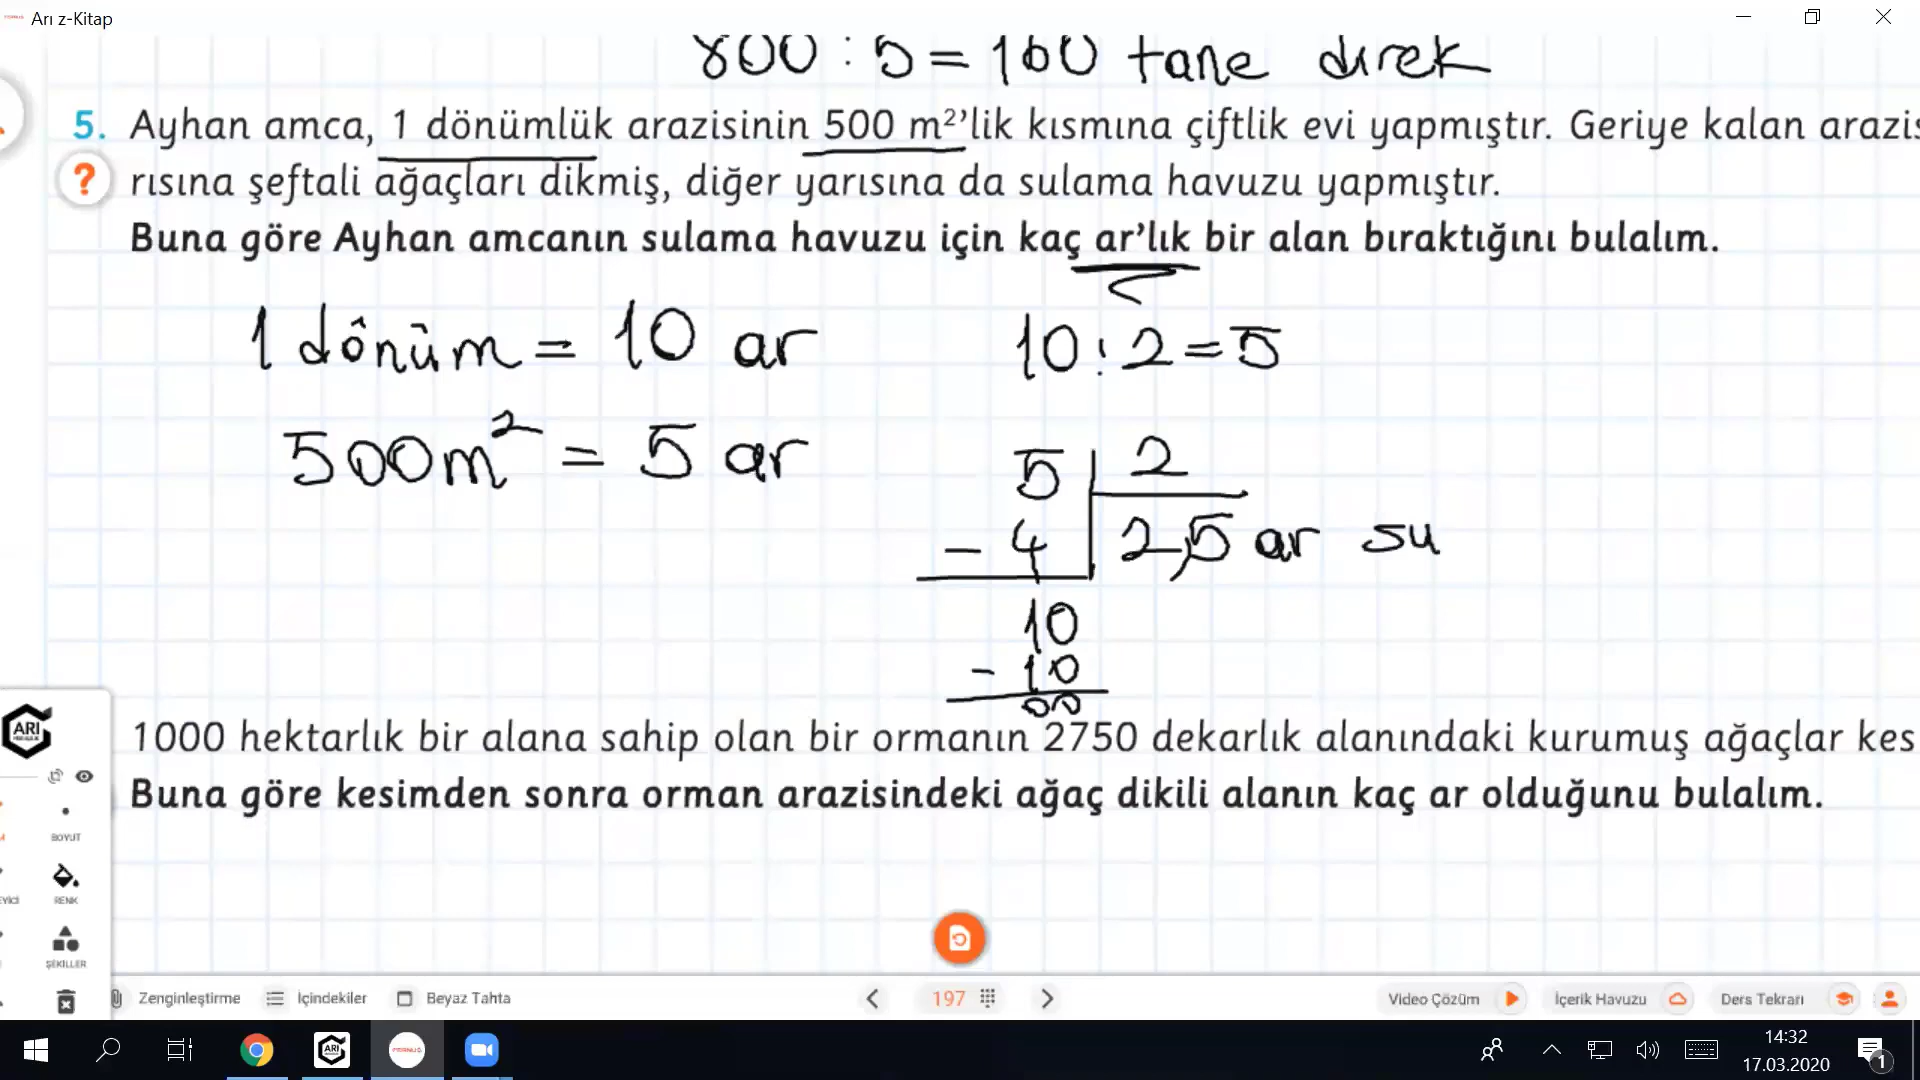 Arı z-Kitap
800 : 5 = 160 tane direk
5. Ayhan amca, 1 dönümlük arazisinin 500 m²'lik kısmına çiftlik evi yapmıştır. Geriye kalan arazis
? rısına şeftali ağaçları dikmiş, diğer yarısına da sulama havuzu yapmıştır.
Buna göre Ayhan amcanın sulama havuzu için kaç ar'lık bir alan bıraktığını bulalım.
1 dönüm = 10 ar
10 : 2 = 5
500m² = 5 ar
5 2
- 4 2,5 ar su
10
- 10
00
ARI
1000 hektarlık bir alana sahip olan bir ormanın 2750 dekarlık alanındaki kurumuş ağaçlar kes
Buna göre kesimden sonra orman arazisindeki ağaç dikili alanın kaç ar olduğunu bulalım.
BOYUT
RENK
ŞEKİLLER
Zenginleştirme İçindekiler Beyaz Tahta 197 Video Çözüm İçerik Havuzu Ders Tekrarı
ARI
14:32
17.03.2020
1